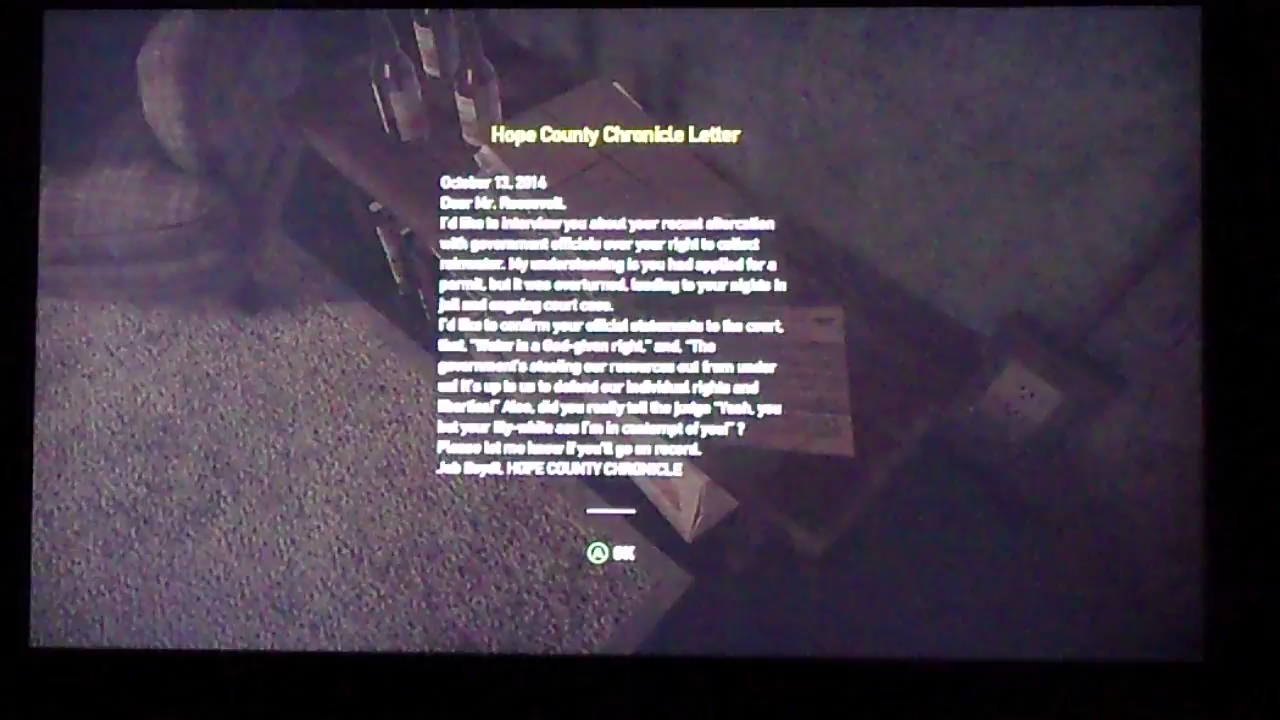 Hope County Chronicle Letter
October 13, 2014
Dear Mr. Roosevelt,
I'd like to interview you about your recent altercation
with government officials over your right to collect
rainwater. My understanding is you had applied for a
permit, but it was overturned, leading to your nights in
jail and ongoing court case.
I'd like to confirm your official statements to the court,
that, "Water is a God-given right," and, "The
government's stealing our resources out from under
us! It's up to us to defend our individual rights and
liberties!" Also, did you really tell the judge "Yeah, you
bet your lily-white ass I'm in contempt of you!" ?
Please let me know if you'll go on record.
HOPE COUNTY CHRONICLE
A OK